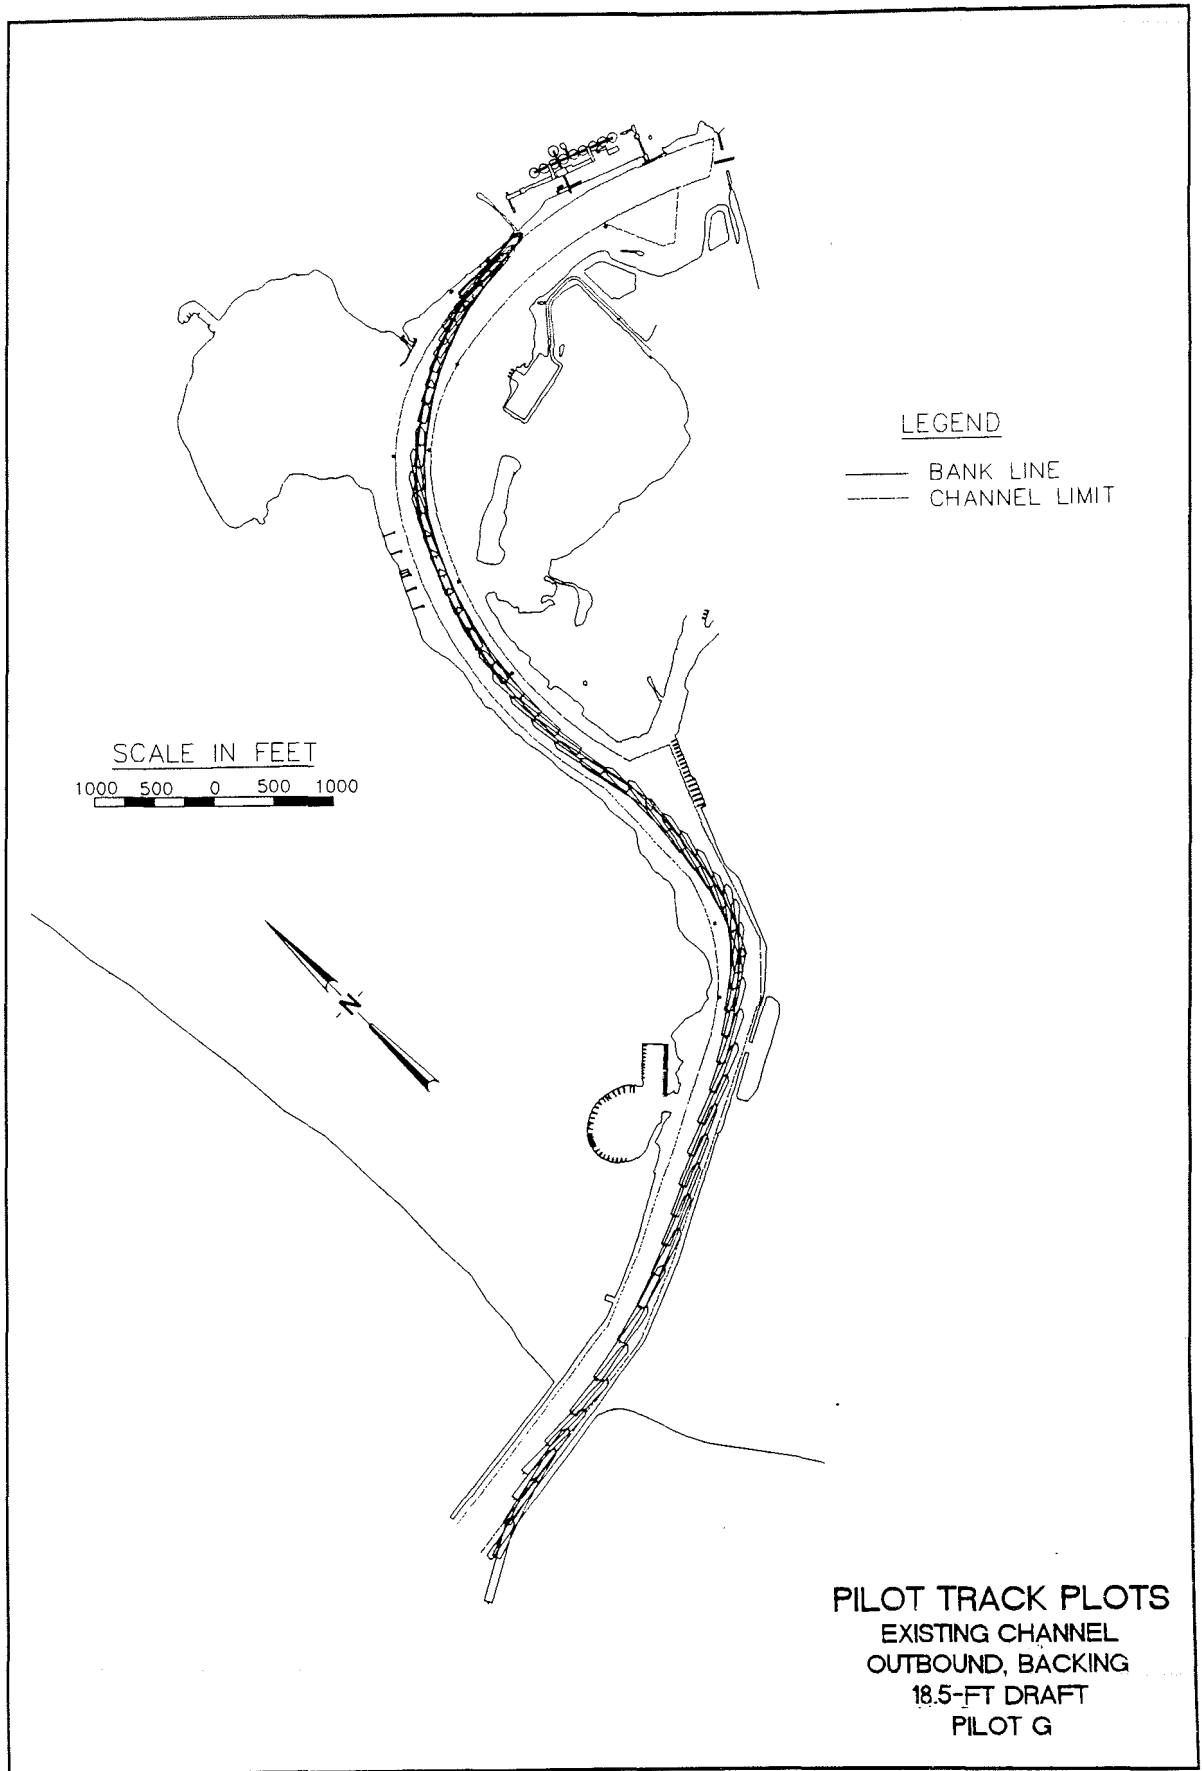 LEGEND
BANK LINE
CHANNEL LIMIT
SCALE IN FEET
1000 500 0 500 1000
N
PILOT TRACK PLOTS
EXISTING CHANNEL
OUTBOUND, BACKING
18.5-FT DRAFT
PILOT G